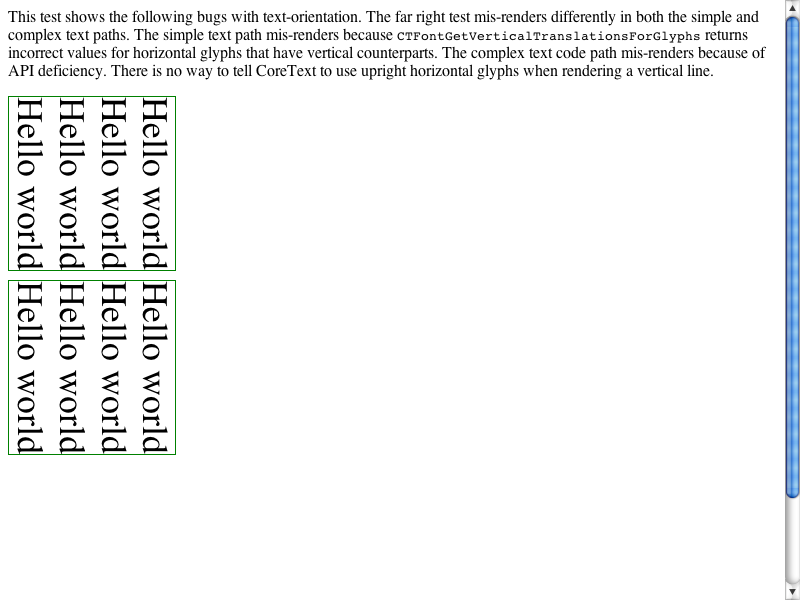 This test shows the following bugs with text-orientation. The far right test mis-renders differently in both the simple and
complex text paths. The simple text path mis-renders because CTFontGetVerticalTranslationsForGlyphs returns
incorrect values for horizontal glyphs that have vertical counterparts. The complex text code path mis-renders because of
API deficiency. There is no way to tell CoreText to use upright horizontal glyphs when rendering a vertical line.
Hello world
Hello world
Hello world
Hello world
Hello world
Hello world
Hello world
Hello world